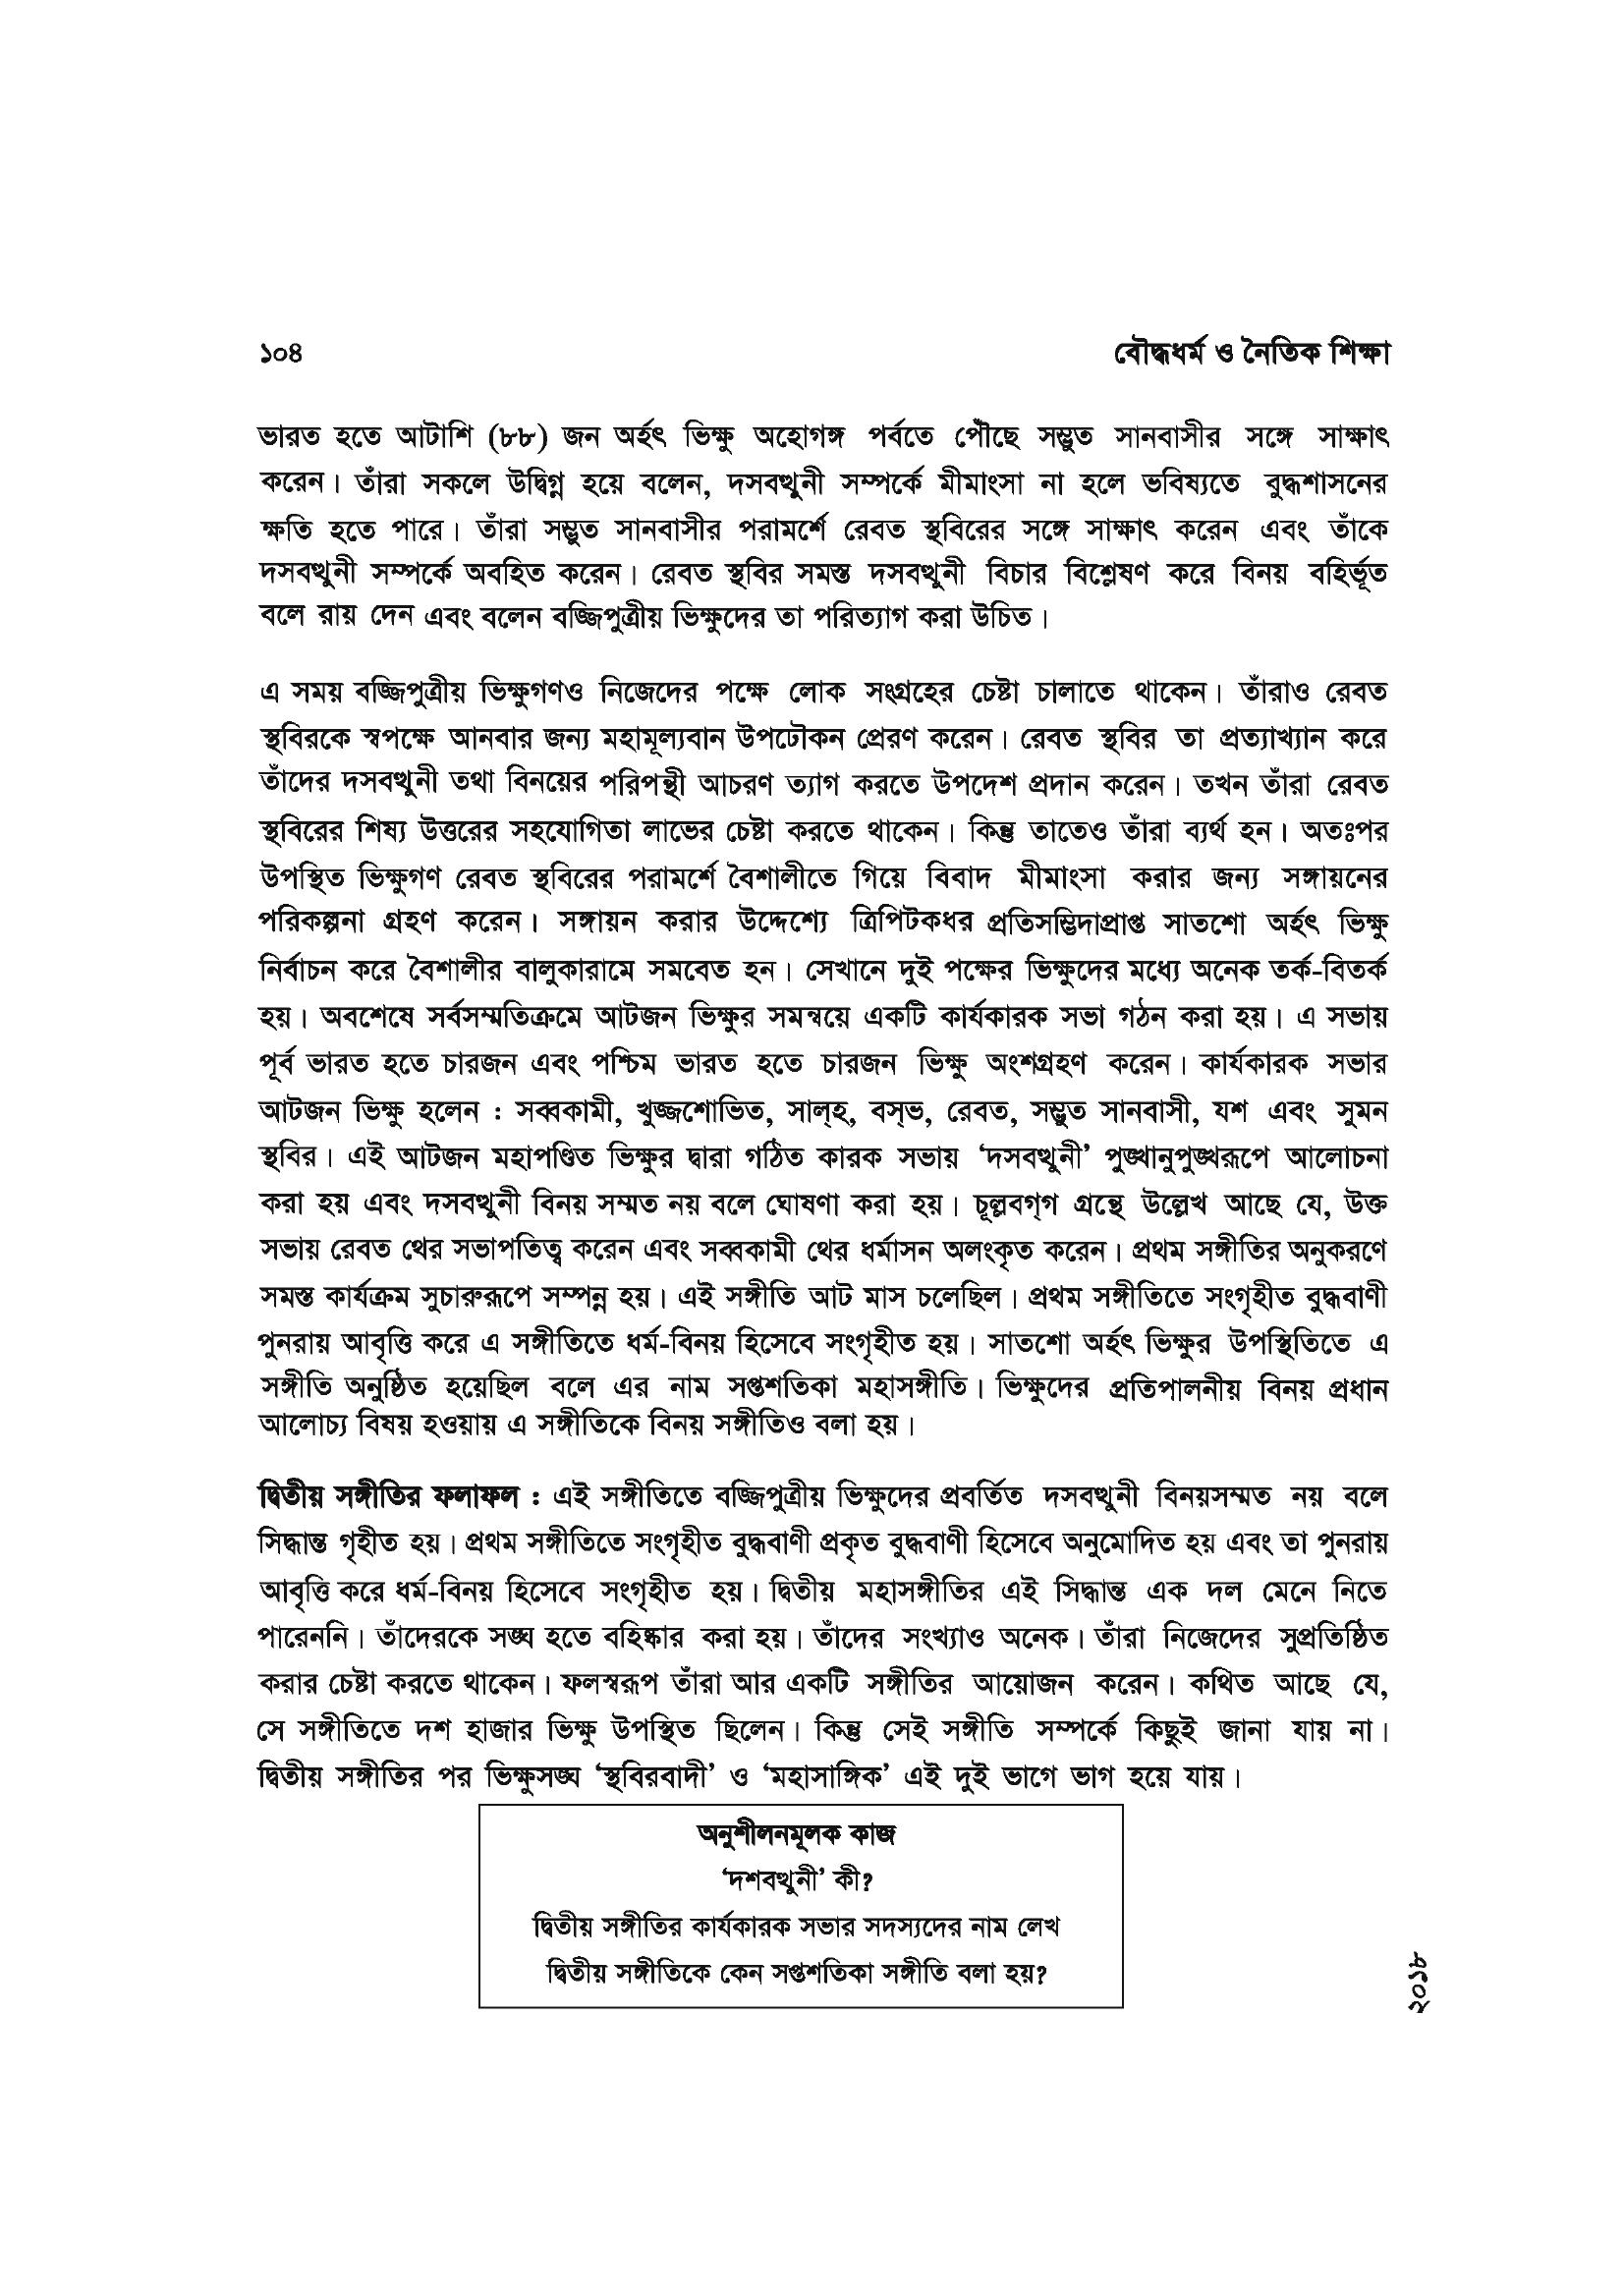 ১০৪
বৌদ্ধধর্ম ও নৈতিক শিক্ষা
ভারত হতে আটাশি (৮৮) জন অর্হৎ ভিক্ষু অহোগঙ্গ পর্বতে পৌঁছে সম্ভুত সানবাসীর সঙ্গে সাক্ষাৎ
করেন। তাঁরা সকলে উদ্বিগ্ন হয়ে বলেন, দসবত্থুনী সম্পর্কে মীমাংসা না হলে ভবিষ্যতে বুদ্ধশাসনের
ক্ষতি হতে পারে। তাঁরা সম্ভুত সানবাসীর পরামর্শে রেবত স্থবিরের সঙ্গে সাক্ষাৎ করেন এবং তাঁকে
দসবত্থুনী সম্পর্কে অবহিত করেন। রেবত স্থবির সমস্ত দসবত্থুনী বিচার বিশ্লেষণ করে বিনয় বহির্ভূত
বলে রায় দেন এবং বলেন বজ্জিপুত্রীয় ভিক্ষুদের তা পরিত্যাগ করা উচিত।
এ সময় বজ্জিপুত্রীয় ভিক্ষুগণও নিজেদের পক্ষে লোক সংগ্রহের চেষ্টা চালাতে থাকেন। তাঁরাও রেবত
স্থবিরকে স্বপক্ষে আনবার জন্য মহামূল্যবান উপঢৌকন প্রেরণ করেন। রেবত স্থবির তা প্রত্যাখ্যান করে
তাঁদের দসবত্থুনী তথা বিনয়ের পরিপন্থী আচরণ ত্যাগ করতে উপদেশ প্রদান করেন। তখন তাঁরা রেবত
স্থবিরের শিষ্য উত্তরের সহযোগিতা লাভের চেষ্টা করতে থাকেন। কিন্তু তাতেও তাঁরা ব্যর্থ হন। অতঃপর
উপস্থিত ভিক্ষুগণ রেবত স্থবিরের পরামর্শে বৈশালীতে গিয়ে বিবাদ মীমাংসা করার জন্য সঙ্গায়নের
পরিকল্পনা গ্রহণ করেন। সঙ্গায়ন করার উদ্দেশ্যে ত্রিপিটকধর প্রতিসম্ভিদাপ্রাপ্ত সাতশো অর্হৎ ভিক্ষু
নির্বাচন করে বৈশালীর বালুকারামে সমবেত হন। সেখানে দুই পক্ষের ভিক্ষুদের মধ্যে অনেক তর্ক-বিতর্ক
হয়। অবশেষে সর্বসম্মতিক্রমে আটজন ভিক্ষুর সমন্বয়ে একটি কার্যকারক সভা গঠন করা হয়। এ সভায়
পূর্ব ভারত হতে চারজন এবং পশ্চিম ভারত হতে চারজন ভিক্ষু অংশগ্রহণ করেন। কার্যকারক সভার
আটজন ভিক্ষু হলেন : সব্বকামী, খুজ্জশোভিত, সাল্‌হ, বস্‌ভ, রেবত, সম্ভুত সানবাসী, যশ এবং সুমন
স্থবির। এই আটজন মহাপণ্ডিত ভিক্ষুর দ্বারা গঠিত কারক সভায় ‘দসবত্থুনী’ পুঙ্খানুপুঙ্খরূপে আলোচনা
করা হয় এবং দসবত্থুনী বিনয় সম্মত নয় বলে ঘোষণা করা হয়। চূল্লবগ্‌গ গ্রন্থে উল্লেখ আছে যে, উক্ত
সভায় রেবত থের সভাপতিত্ব করেন এবং সব্বকামী থের ধর্মাসন অলংকৃত করেন। প্রথম সঙ্গীতির অনুকরণে
সমস্ত কার্যক্রম সুচারুরূপে সম্পন্ন হয়। এই সঙ্গীতি আট মাস চলেছিল। প্রথম সঙ্গীতিতে সংগৃহীত বুদ্ধবাণী
পুনরায় আবৃত্তি করে এ সঙ্গীতিতে ধর্ম-বিনয় হিসেবে সংগৃহীত হয়। সাতশো অর্হৎ ভিক্ষুর উপস্থিতিতে এ
সঙ্গীতি অনুষ্ঠিত হয়েছিল বলে এর নাম সপ্তশতিকা মহাসঙ্গীতি। ভিক্ষুদের প্রতিপালনীয় বিনয় প্রধান
আলোচ্য বিষয় হওয়ায় এ সঙ্গীতিকে বিনয় সঙ্গীতিও বলা হয়।
দ্বিতীয় সঙ্গীতির ফলাফল : এই সঙ্গীতিতে বজ্জিপুত্রীয় ভিক্ষুদের প্রবর্তিত দসবত্থুনী বিনয়সম্মত নয় বলে
সিদ্ধান্ত গৃহীত হয়। প্রথম সঙ্গীতিতে সংগৃহীত বুদ্ধবাণী প্রকৃত বুদ্ধবাণী হিসেবে অনুমোদিত হয় এবং তা পুনরায়
আবৃত্তি করে ধর্ম-বিনয় হিসেবে সংগৃহীত হয়। দ্বিতীয় মহাসঙ্গীতির এই সিদ্ধান্ত এক দল মেনে নিতে
পারেননি। তাঁদেরকে সঙ্ঘ হতে বহিষ্কার করা হয়। তাঁদের সংখ্যাও অনেক। তাঁরা নিজেদের সুপ্রতিষ্ঠিত
করার চেষ্টা করতে থাকেন। ফলস্বরূপ তাঁরা আর একটি সঙ্গীতির আয়োজন করেন। কথিত আছে যে,
সে সঙ্গীতিতে দশ হাজার ভিক্ষু উপস্থিত ছিলেন। কিন্তু সেই সঙ্গীতি সম্পর্কে কিছুই জানা যায় না।
দ্বিতীয় সঙ্গীতির পর ভিক্ষুসঙ্ঘ ‘স্থবিরবাদী’ ও ‘মহাসাঙ্গিক’ এই দুই ভাগে ভাগ হয়ে যায়।
অনুশীলনমূলক কাজ
‘দশবত্থুনী’ কী?
দ্বিতীয় সঙ্গীতির কার্যকারক সভার সদস্যদের নাম লেখ
দ্বিতীয় সঙ্গীতিকে কেন সপ্তশতিকা সঙ্গীতি বলা হয়?
২০১৮